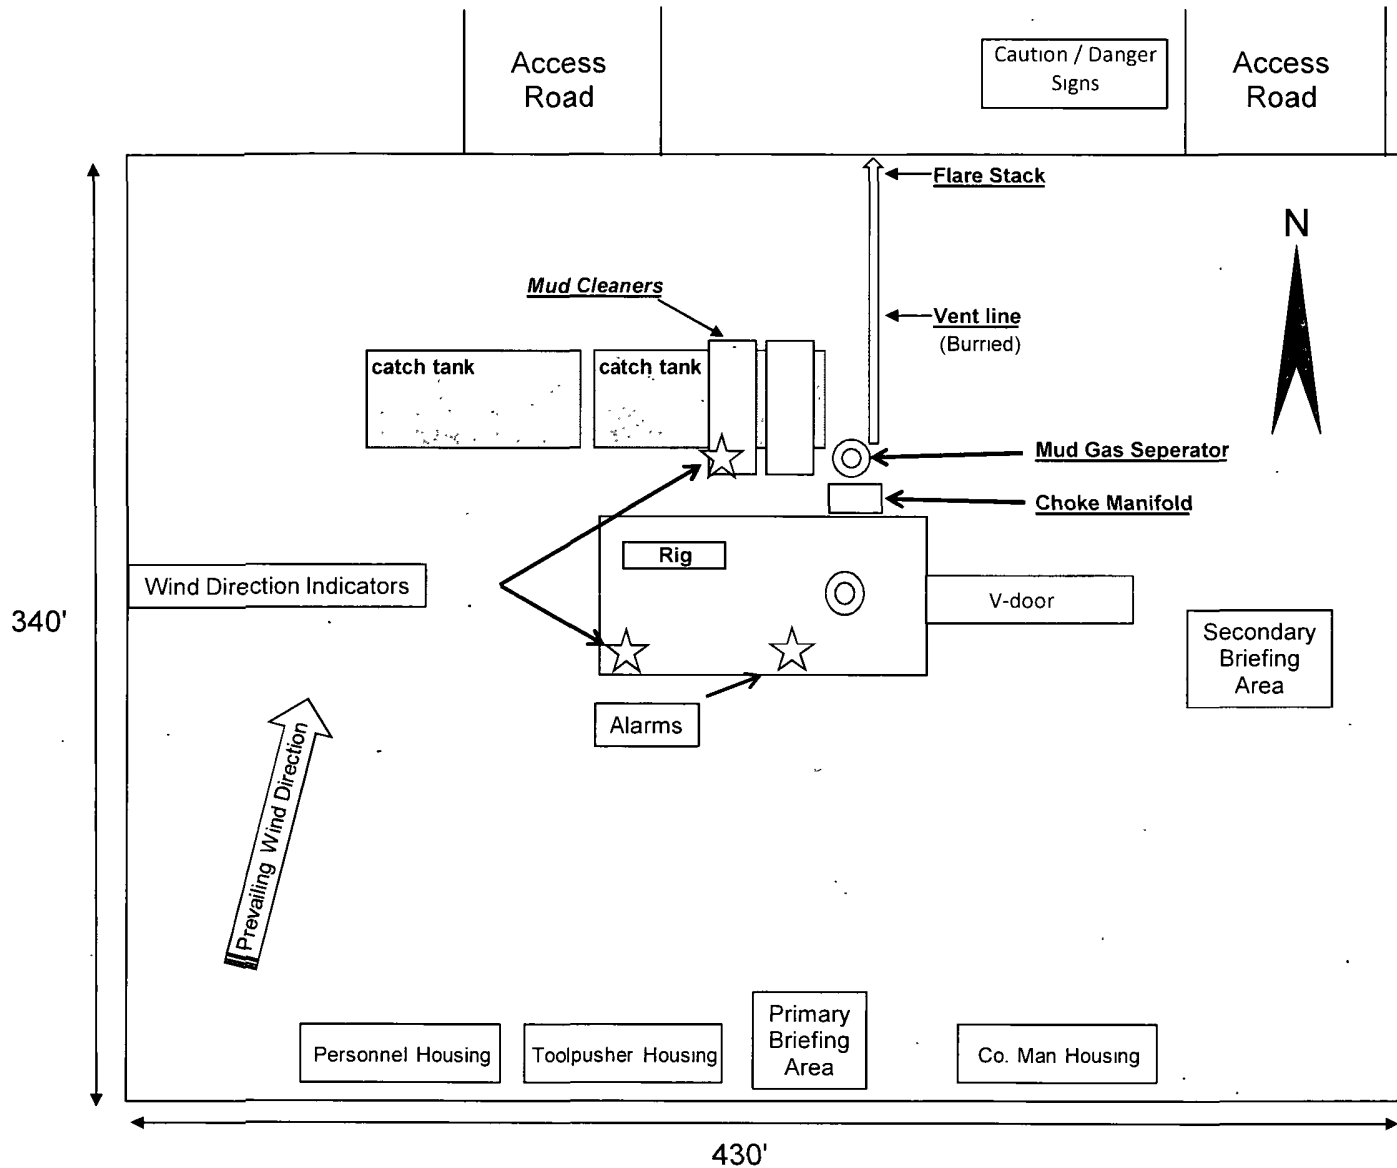 Access
Road
Caution / Danger
Signs
Access
Road
Flare Stack
N
Mud Cleaners
Vent line
(Burried)
catch tank
catch tank
Mud Gas Seperator
Choke Manifold
Rig
Wind Direction Indicators
V-door
340'
Secondary
Briefing
Area
Alarms
Prevailing Wind Direction
Primary
Briefing
Area
Personnel Housing
Toolpusher Housing
Co. Man Housing
430'